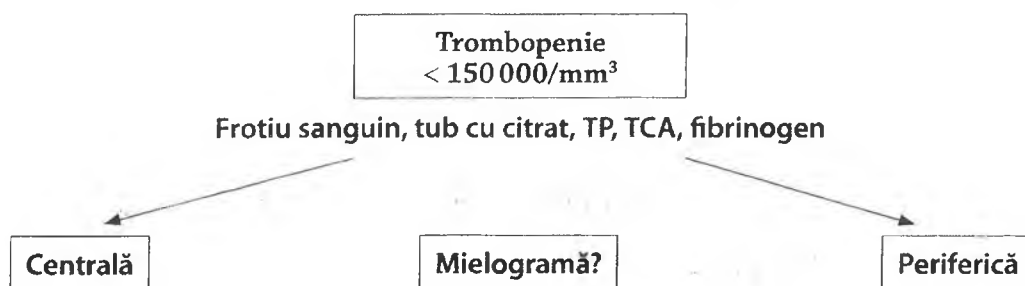 Trombopenie
< 150 000/mm³
Frotiu sanguin, tub cu citrat, TP, TCA, fibrinogen
Centrală
Mielogramă?
Periferică